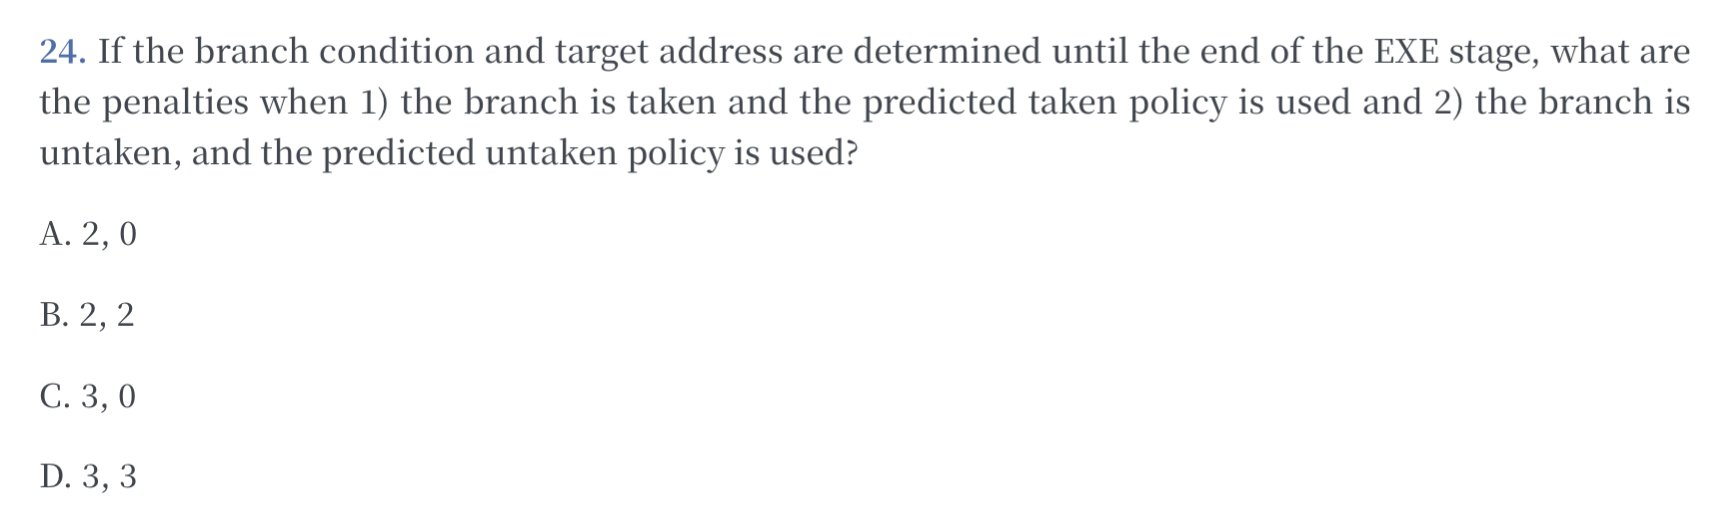 24. If the branch condition and target address are determined until the end of the EXE stage, what are
the penalties when 1) the branch is taken and the predicted taken policy is used and 2) the branch is
untaken, and the predicted untaken policy is used?
A. 2, 0
B. 2, 2
C. 3, 0
D. 3, 3